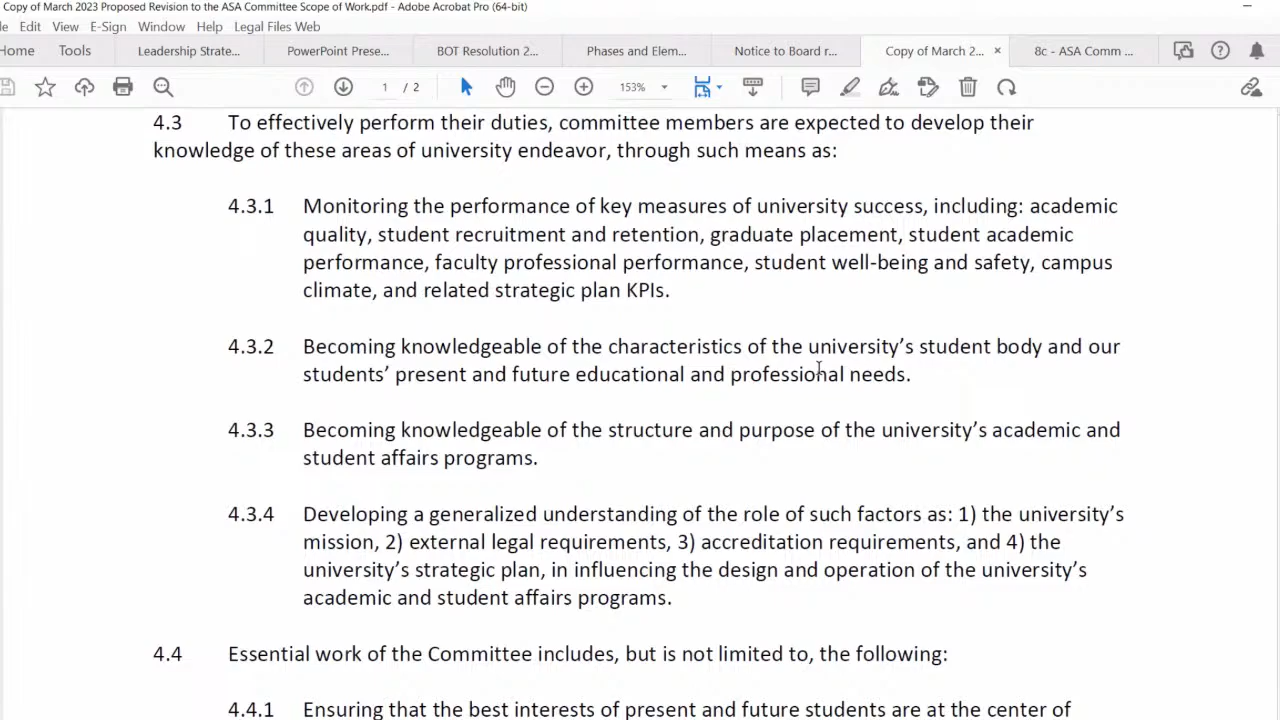 Copy of March 2023 Proposed Revision to the ASA Committee Scope of Work.pdf - Adobe Acrobat Pro (64-bit)
le Edit View E-Sign Window Help Legal Files Web
Home Tools Leadership Strate... PowerPoint Prese... BOT Resolution 2... Phases and Elem... Notice to Board r... Copy of March 2... × 8c - ASA Comm ...
1 / 2 153%
4.3 To effectively perform their duties, committee members are expected to develop their
knowledge of these areas of university endeavor, through such means as:
4.3.1 Monitoring the performance of key measures of university success, including: academic
quality, student recruitment and retention, graduate placement, student academic
performance, faculty professional performance, student well-being and safety, campus
climate, and related strategic plan KPIs.
4.3.2 Becoming knowledgeable of the characteristics of the university’s student body and our
students’ present and future educational and professional needs.
4.3.3 Becoming knowledgeable of the structure and purpose of the university’s academic and
student affairs programs.
4.3.4 Developing a generalized understanding of the role of such factors as: 1) the university’s
mission, 2) external legal requirements, 3) accreditation requirements, and 4) the
university’s strategic plan, in influencing the design and operation of the university’s
academic and student affairs programs.
4.4 Essential work of the Committee includes, but is not limited to, the following:
4.4.1 Ensuring that the best interests of present and future students are at the center of